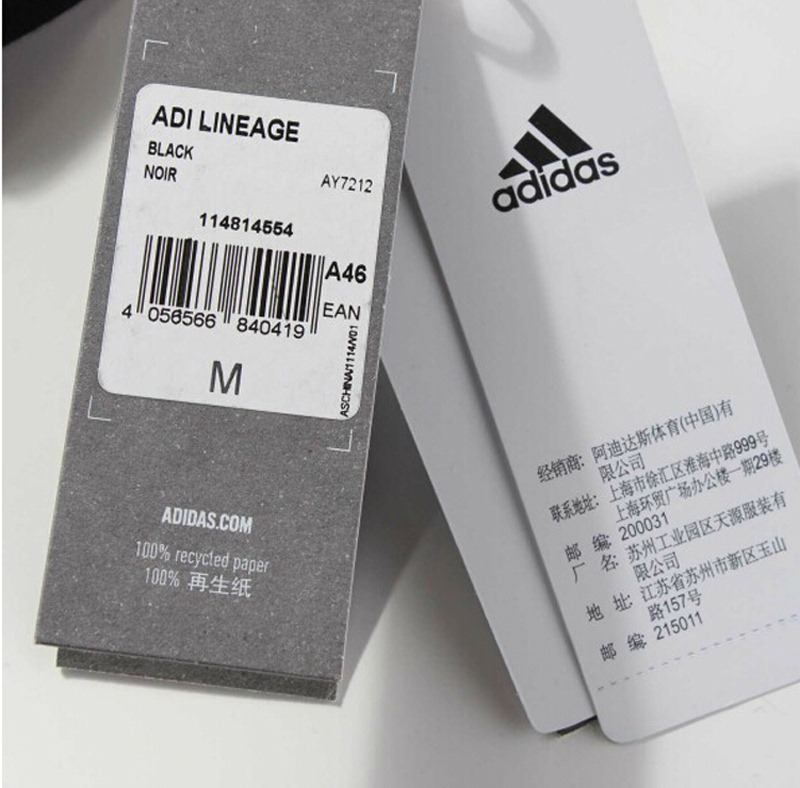 ADI LINEAGE
BLACK
NOIR
AY7212
114814554
A46
4 056566 840419
EAN
ASCHINA/1114/V01
M
ADIDAS.COM
100% recycled paper
100% 再生纸
adidas
经销商: 阿迪达斯体育(中国)有
限公司
联系地址: 上海市徐汇区淮海中路999号
上海环贸广场办公楼一期29楼
邮 编: 200031
厂 名: 苏州工业园区天源服装有
限公司
地 址: 江苏省苏州市新区玉山
路157号
邮 编: 215011